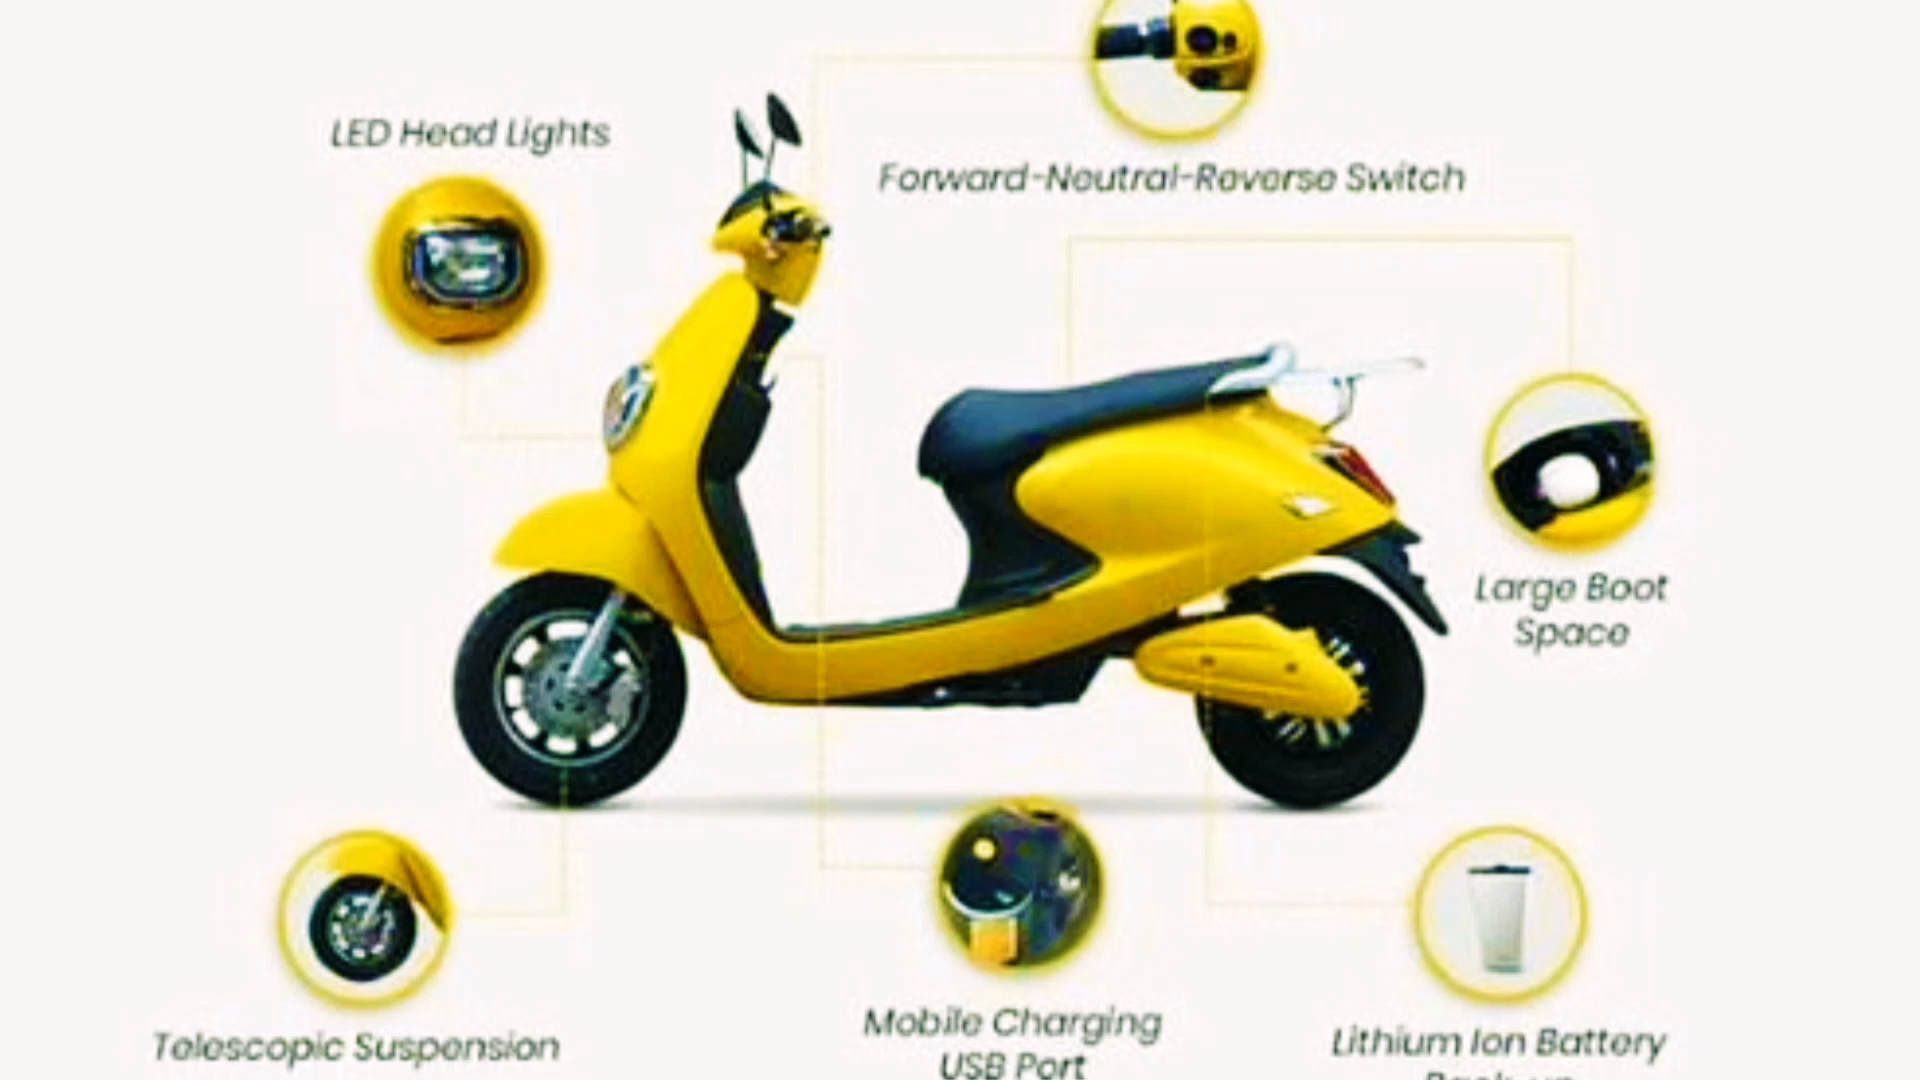 LED Head Lights
Forward-Neutral-Reverse Switch
Large Boot
Space
Telescopic Suspension
Mobile Charging
USB Port
Lithium Ion Battery